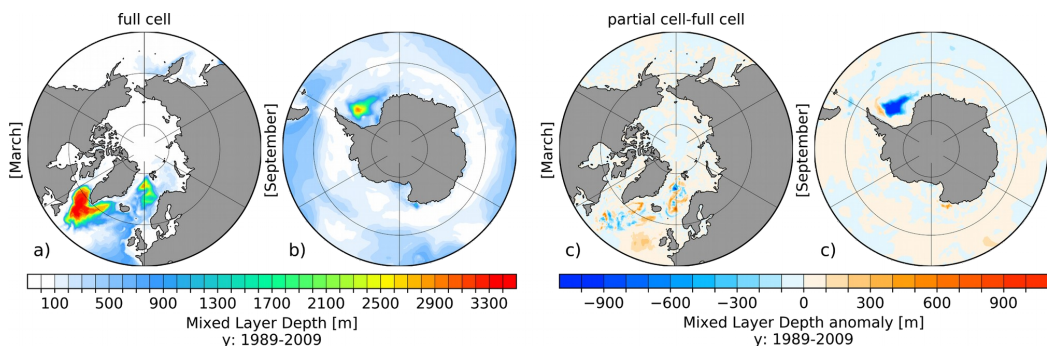 full cell
partial cell-full cell
[March]
[September]
[March]
[September]
a)
b)
c)
c)
100 500 900 1300 1700 2100 2500 2900 3300
Mixed Layer Depth [m]
y: 1989-2009
−900 −600 −300 0 300 600 900
Mixed Layer Depth anomaly [m]
y: 1989-2009